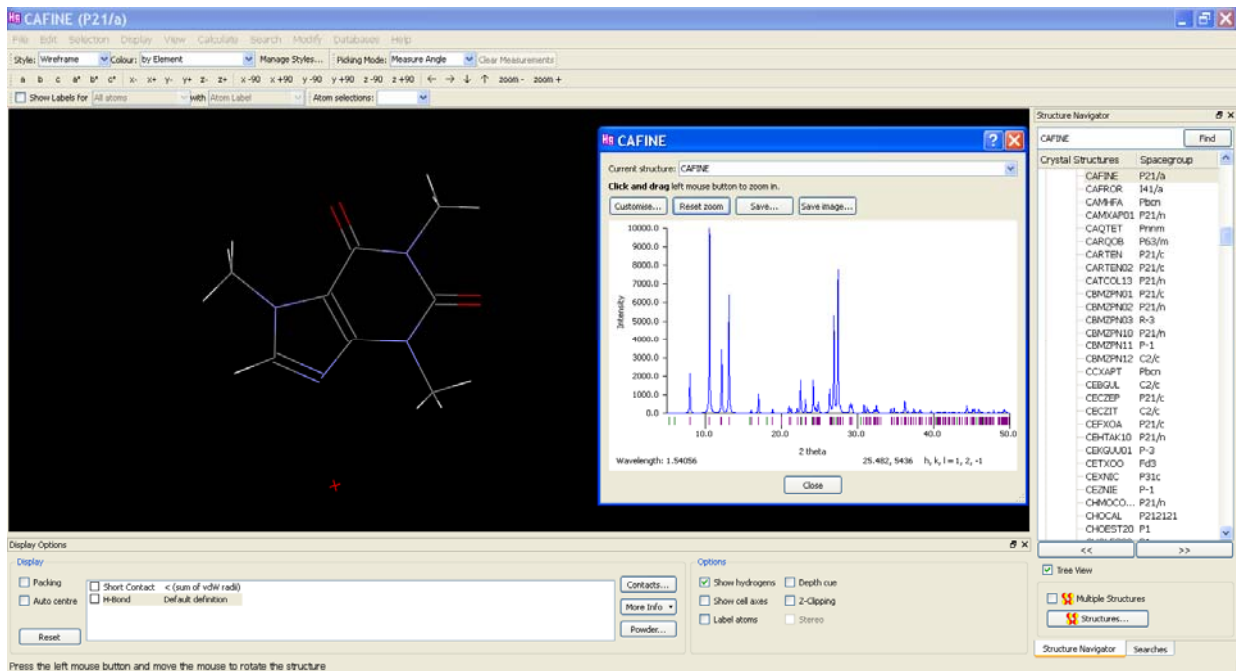 Hg CAFINE (P21/a)
File Edit Selection Display View Calculate Search Modify Databases Help
Style: Wireframe Colour: by Element Manage Styles... Picking Mode: Measure Angle Clear Measurements
a b c a* b* c* x- x+ y- y+ z- z+ x -90 x +90 y -90 y +90 z -90 z +90 ← → ↓ ↑ zoom - zoom +
Show Labels for All atoms with Atom Label Atom selections:
Structure Navigator
CAFINE Find
Crystal Structures Spacegroup
CAFINE P21/a
CAFROR I41/a
CAMHFA Pbcn
CAMXAP01 P21/n
CAQTET Pnnm
CARQOB P63/m
CARTEN P21/c
CARTEN02 P21/c
CATCOL13 P21/n
CBMZPN01 P21/c
CBMZPN02 P21/n
CBMZPN03 R-3
CBMZPN10 P21/n
CBMZPN11 P-1
CBMZPN12 C2/c
CCXAPT Pbcn
CEBGUL C2/c
CECZEP P21/c
CECZIT C2/c
CEFXOA P21/c
CEHTAK10 P21/n
CEKGUU01 P-3
CETXOO Fd3
CEXNIC P31c
CEZNIE P-1
CHMOCO... P21/n
CHOCAL P212121
CHOEST20 P1
<< >>
Tree View
Multiple Structures
Structures...
Structure Navigator Searches
Hg CAFINE
Current structure: CAFINE
Click and drag left mouse button to zoom in.
Customise... Reset zoom Save... Save image...
Intensity
10000.0
9000.0
8000.0
7000.0
6000.0
5000.0
4000.0
3000.0
2000.0
1000.0
0.0
10.0 20.0 30.0 40.0 50.0
2 theta
Wavelength: 1.54056 25.482, 5436 h, k, l = 1, 2, -1
Close
Display Options
Display
Packing
Auto centre
Reset
Short Contact < (sum of vdW radii)
H-Bond Default definition
Contacts...
More Info
Powder...
Options
Show hydrogens Depth cue
Show cell axes Z-Clipping
Label atoms Stereo
Press the left mouse button and move the mouse to rotate the structure